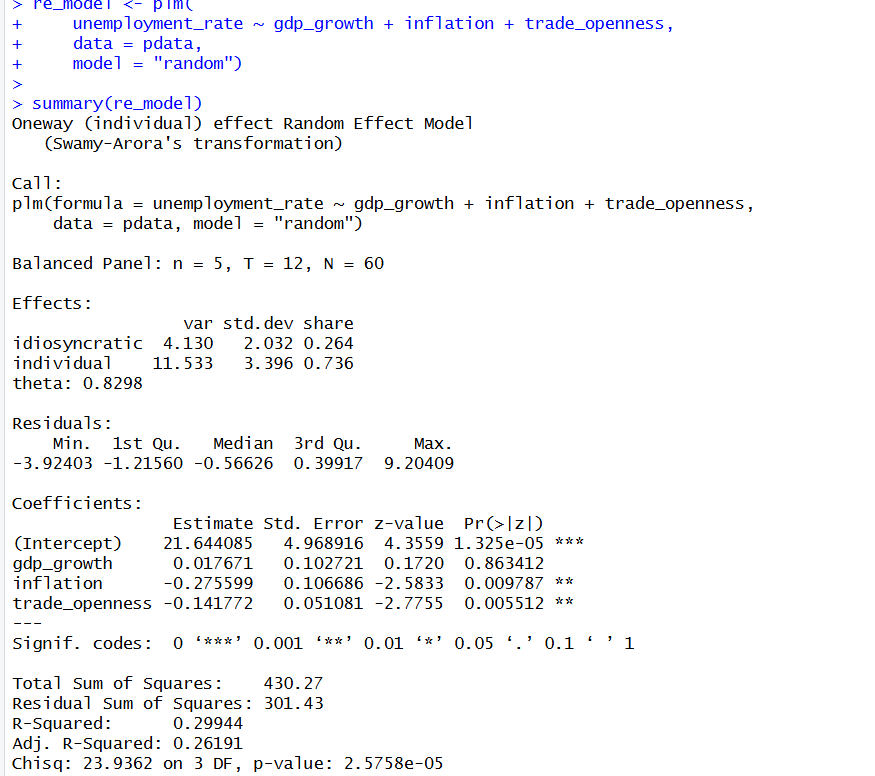 > re_model <- plm(
+     unemployment_rate ~ gdp_growth + inflation + trade_openness,
+     data = pdata,
+     model = "random")
>
> summary(re_model)
Oneway (individual) effect Random Effect Model
   (Swamy-Arora's transformation)

Call:
plm(formula = unemployment_rate ~ gdp_growth + inflation + trade_openness,
    data = pdata, model = "random")

Balanced Panel: n = 5, T = 12, N = 60

Effects:
                 var std.dev share
idiosyncratic  4.130   2.032 0.264
individual    11.533   3.396 0.736
theta: 0.8298

Residuals:
    Min.  1st Qu.   Median  3rd Qu.     Max.
-3.92403 -1.21560 -0.56626  0.39917  9.20409

Coefficients:
                Estimate Std. Error z-value  Pr(>|z|)
(Intercept)    21.644085   4.968916  4.3559 1.325e-05 ***
gdp_growth      0.017671   0.102721  0.1720  0.863412
inflation      -0.275599   0.106686 -2.5833  0.009787 **
trade_openness -0.141772   0.051081 -2.7755  0.005512 **
---
Signif. codes:  0 ‘***’ 0.001 ‘**’ 0.01 ‘*’ 0.05 ‘.’ 0.1 ‘ ’ 1

Total Sum of Squares:    430.27
Residual Sum of Squares: 301.43
R-Squared:      0.29944
Adj. R-Squared: 0.26191
Chisq: 23.9362 on 3 DF, p-value: 2.5758e-05